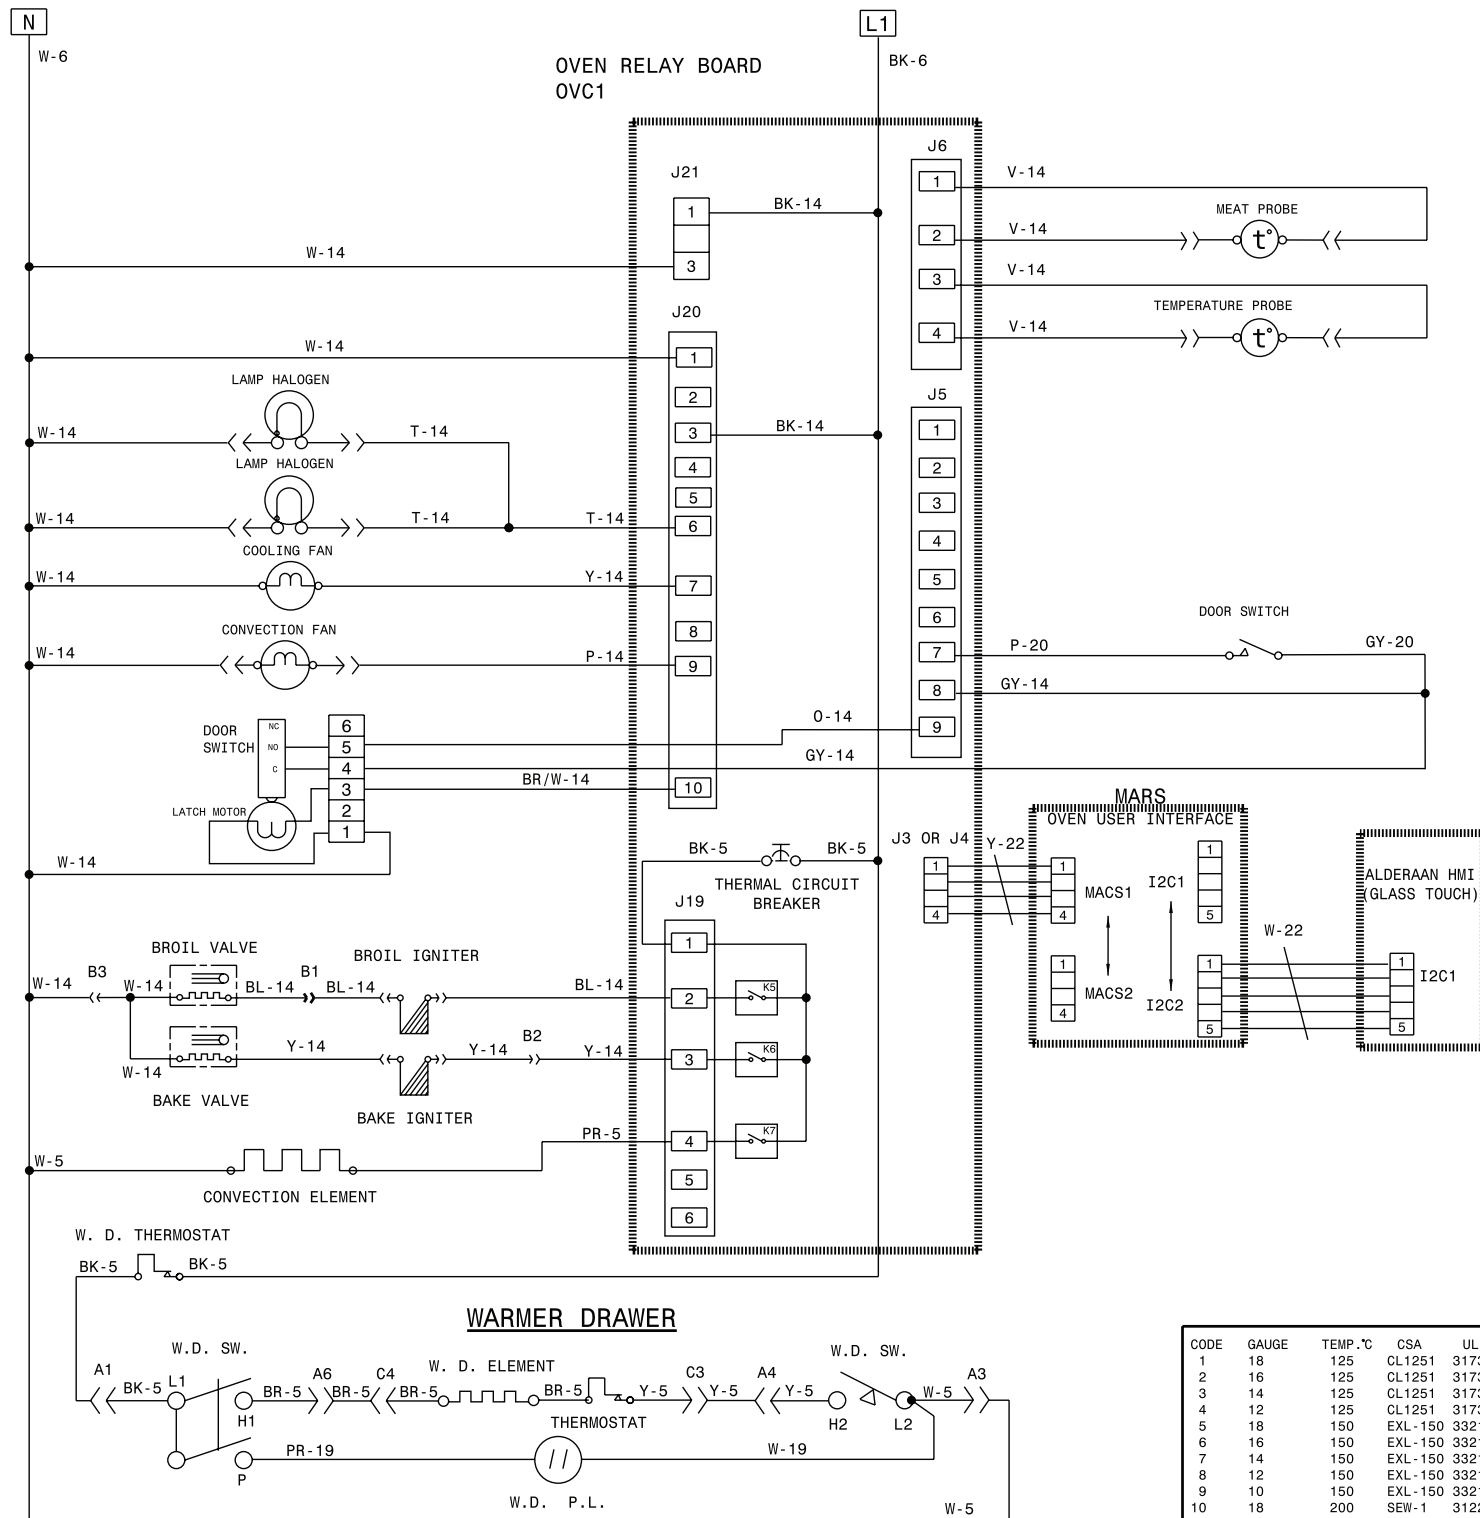 N
L1
W-6
BK-6
OVEN RELAY BOARD
OVC1
J21
1
3
BK-14
W-14
J6
1
2
3
4
V-14
MEAT PROBE
V-14
t°
V-14
TEMPERATURE PROBE
V-14
t°
J20
1
2
3
4
5
6
7
8
9
10
W-14
LAMP HALOGEN
W-14
T-14
BK-14
LAMP HALOGEN
W-14
T-14
T-14
COOLING FAN
W-14
Y-14
CONVECTION FAN
W-14
P-14
J5
1
2
3
4
5
6
7
8
9
DOOR SWITCH
P-20
GY-20
GY-14
O-14
GY-14
DOOR
SWITCH
NC
NO
C
6
5
4
3
2
1
BR/W-14
LATCH MOTOR
W-14
MARS
OVEN USER INTERFACE
J3 OR J4
Y-22
1
4
1
4
MACS1
I2C1
1
5
1
4
MACS2
I2C2
1
5
W-22
ALDERAAN HMI
(GLASS TOUCH)
1
5
I2C1
BK-5
BK-5
THERMAL CIRCUIT
BREAKER
J19
1
2
3
4
5
6
K5
K6
K7
BROIL VALVE
BROIL IGNITER
W-14
B3
W-14
BL-14
B1
BL-14
BL-14
Y-14
Y-14
B2
Y-14
W-14
BAKE VALVE
BAKE IGNITER
PR-5
W-5
CONVECTION ELEMENT
W. D. THERMOSTAT
BK-5
BK-5
WARMER DRAWER
W.D. SW.
W. D. ELEMENT
W.D. SW.
A1
BK-5
L1
H1
BR-5
A6
BR-5
C4
BR-5
BR-5
THERMOSTAT
Y-5
C3
Y-5
A4
Y-5
H2
L2
W-5
A3
P
PR-19
W-19
W.D. P.L.
W-5
CODE GAUGE TEMP.°C CSA UL
1 18 125 CL1251 3173
2 16 125 CL1251 3173
3 14 125 CL1251 3173
4 12 125 CL1251 3173
5 18 150 EXL-150 332
6 16 150 EXL-150 332
7 14 150 EXL-150 332
8 12 150 EXL-150 332
9 10 150 EXL-150 332
10 18 200 SEW-1 312